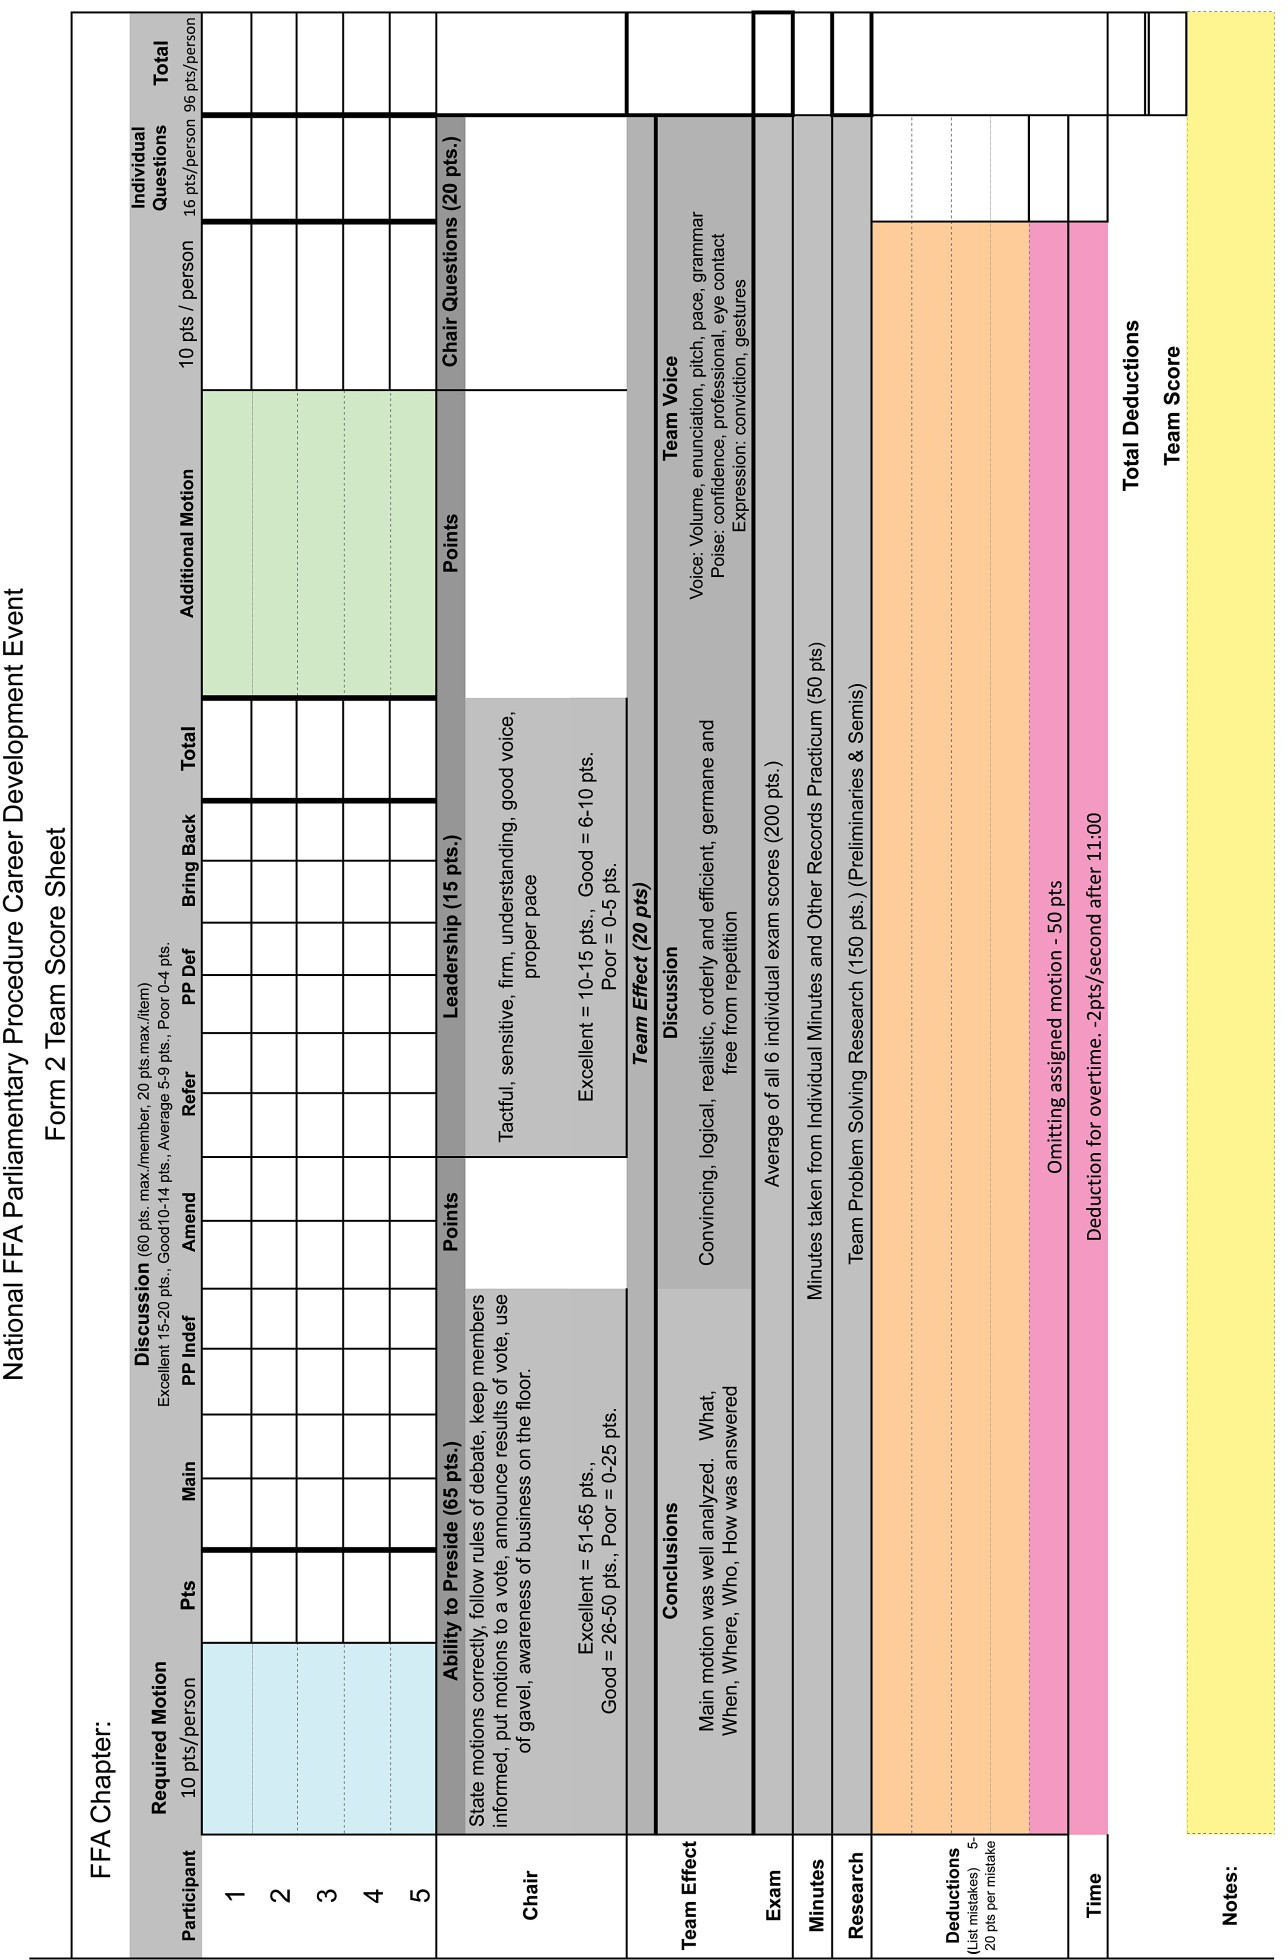 National FFA Parliamentary Procedure Career Development Event
Form 2 Team Score Sheet
FFA Chapter:
Discussion (60 pts. max./member, 20 pts.max./item)
Individual
Required Motion
Excellent 15-20 pts., Good10-14 pts., Average 5-9 pts., Poor 0-4 pts.
Questions
Total
Participant
10 pts/person
Pts
Main
PP Indef
Amend
Refer
PP Def
Bring Back
Total
Additional Motion
10 pts / person
16 pts/person
96 pts/person
1
2
3
4
5
Ability to Preside (65 pts.)
Points
Leadership (15 pts.)
Points
Chair Questions (20 pts.)
Chair
State motions correctly, follow rules of debate, keep members
informed, put motions to a vote, announce results of vote, use
of gavel, awareness of business on the floor.
Excellent = 51-65 pts.,
Good = 26-50 pts., Poor = 0-25 pts.
Tactful, sensitive, firm, understanding, good voice,
proper pace
Excellent = 10-15 pts., Good = 6-10 pts.
Poor = 0-5 pts.
Team Effect (20 pts)
Team Effect
Conclusions
Main motion was well analyzed. What,
When, Where, Who, How was answered
Discussion
Convincing, logical, realistic, orderly and efficient, germane and
free from repetition
Team Voice
Voice: Volume, enunciation, pitch, pace, grammar
Poise: confidence, professional, eye contact
Expression: conviction, gestures
Exam
Average of all 6 individual exam scores (200 pts.)
Minutes
Minutes taken from Individual Minutes and Other Records Practicum (50 pts)
Research
Team Problem Solving Research (150 pts.) (Preliminaries & Semis)
Deductions
(List mistakes) 5-
20 pts per mistake
Omitting assigned motion - 50 pts
Time
Deduction for overtime. -2pts/second after 11:00
Total Deductions
Team Score
Notes: